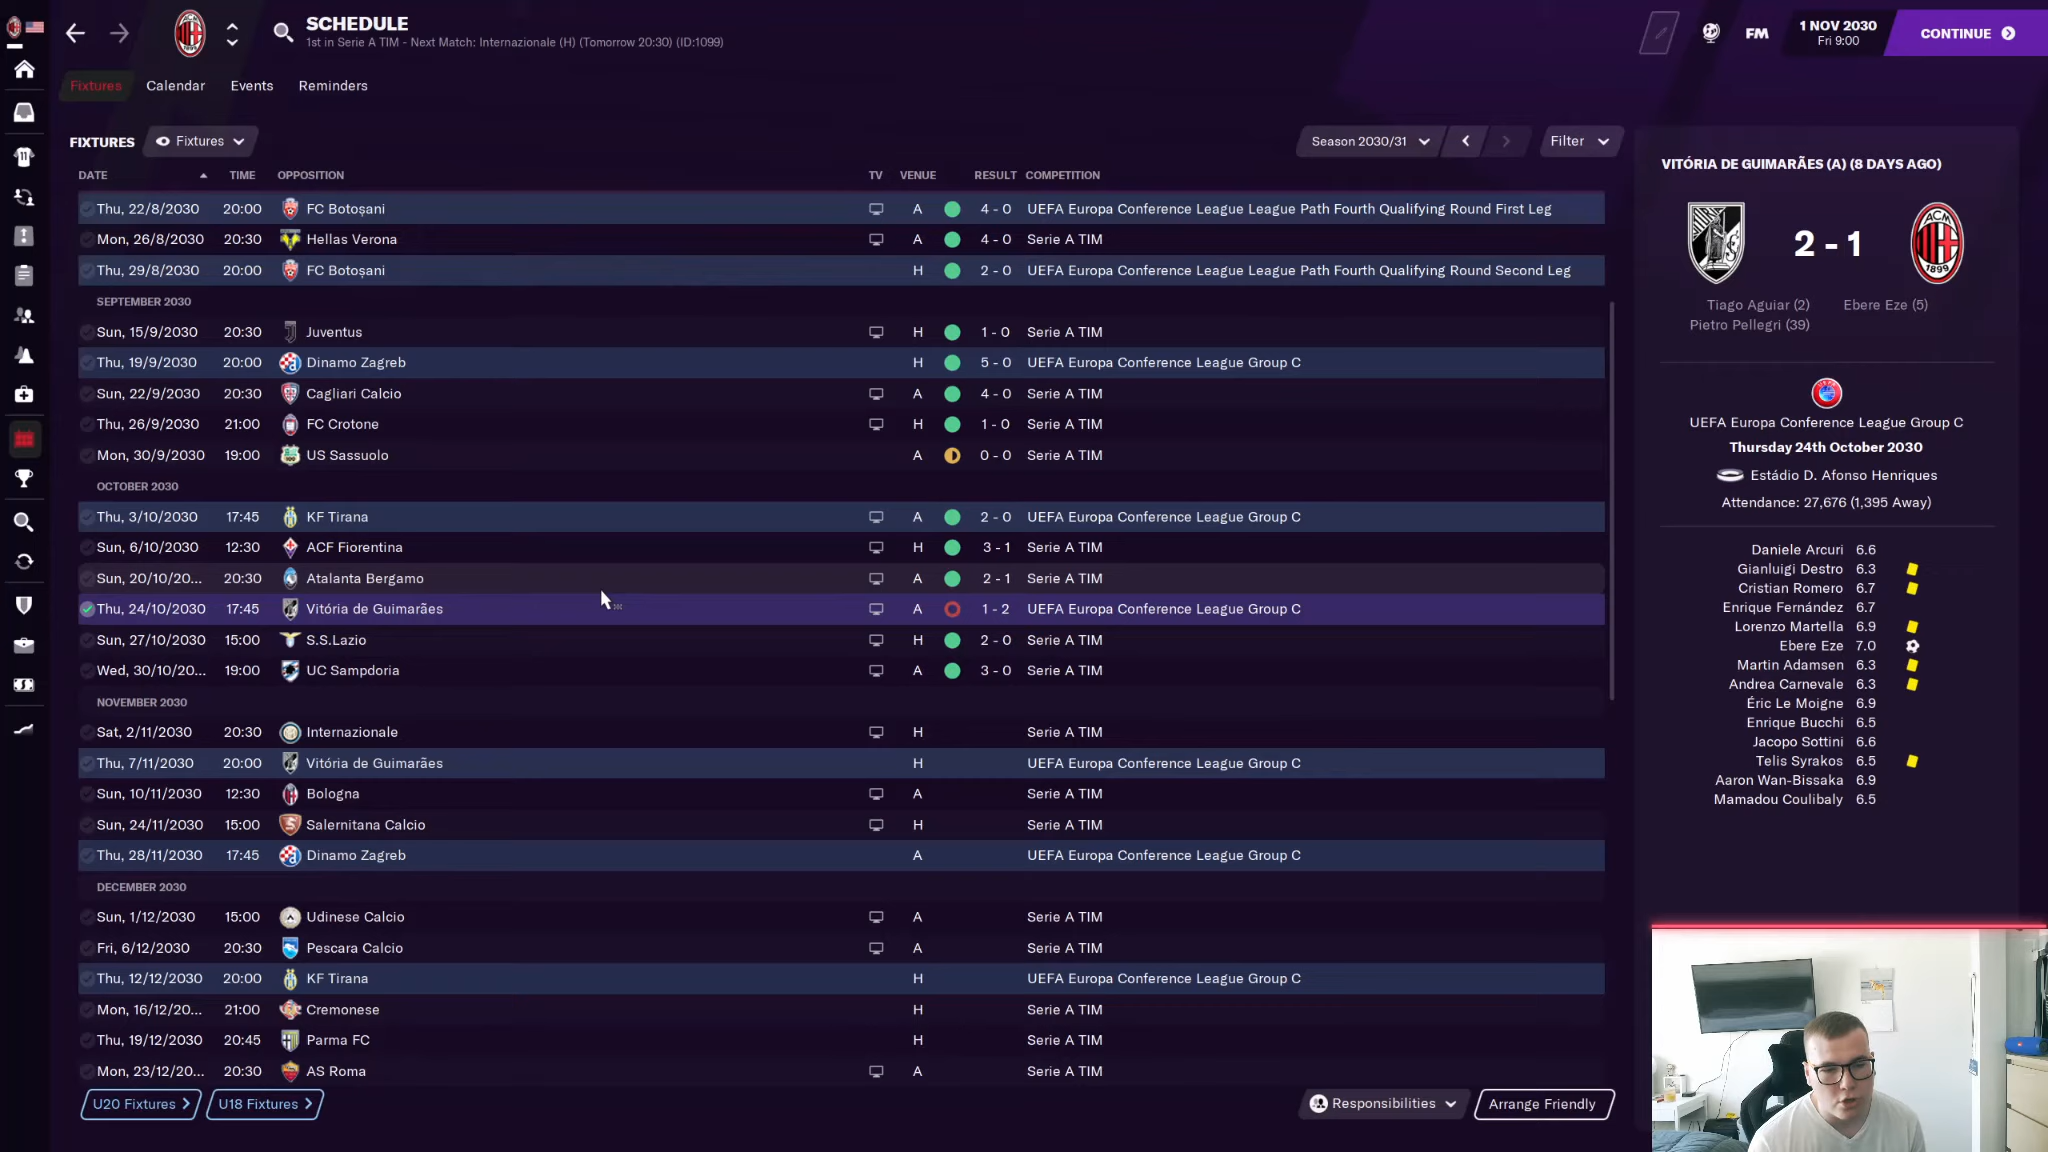 SCHEDULE
1st in Serie A TIM - Next Match: Internazionale (H) (Tomorrow 20:30) (ID:1099)
FM
1 NOV 2030
Fri 9:00
CONTINUE
Fixtures Calendar Events Reminders
FIXTURES Fixtures Season 2030/31 Filter
DATE TIME OPPOSITION TV VENUE RESULT COMPETITION
Thu, 22/8/2030 20:00 FC Botoșani A 4 - 0 UEFA Europa Conference League League Path Fourth Qualifying Round First Leg
Mon, 26/8/2030 20:30 Hellas Verona A 4 - 0 Serie A TIM
Thu, 29/8/2030 20:00 FC Botoșani H 2 - 0 UEFA Europa Conference League League Path Fourth Qualifying Round Second Leg
SEPTEMBER 2030
Sun, 15/9/2030 20:30 Juventus H 1 - 0 Serie A TIM
Thu, 19/9/2030 20:00 Dinamo Zagreb H 5 - 0 UEFA Europa Conference League Group C
Sun, 22/9/2030 20:30 Cagliari Calcio A 4 - 0 Serie A TIM
Thu, 26/9/2030 21:00 FC Crotone H 1 - 0 Serie A TIM
Mon, 30/9/2030 19:00 US Sassuolo A 0 - 0 Serie A TIM
OCTOBER 2030
Thu, 3/10/2030 17:45 KF Tirana A 2 - 0 UEFA Europa Conference League Group C
Sun, 6/10/2030 12:30 ACF Fiorentina H 3 - 1 Serie A TIM
Sun, 20/10/20... 20:30 Atalanta Bergamo A 2 - 1 Serie A TIM
Thu, 24/10/2030 17:45 Vitória de Guimarães A 1 - 2 UEFA Europa Conference League Group C
Sun, 27/10/2030 15:00 S.S.Lazio H 2 - 0 Serie A TIM
Wed, 30/10/20... 19:00 UC Sampdoria A 3 - 0 Serie A TIM
NOVEMBER 2030
Sat, 2/11/2030 20:30 Internazionale H Serie A TIM
Thu, 7/11/2030 20:00 Vitória de Guimarães H UEFA Europa Conference League Group C
Sun, 10/11/2030 12:30 Bologna A Serie A TIM
Sun, 24/11/2030 15:00 Salernitana Calcio H Serie A TIM
Thu, 28/11/2030 17:45 Dinamo Zagreb A UEFA Europa Conference League Group C
DECEMBER 2030
Sun, 1/12/2030 15:00 Udinese Calcio A Serie A TIM
Fri, 6/12/2030 20:30 Pescara Calcio A Serie A TIM
Thu, 12/12/2030 20:00 KF Tirana H UEFA Europa Conference League Group C
Mon, 16/12/20... 21:00 Cremonese H Serie A TIM
Thu, 19/12/2030 20:45 Parma FC H Serie A TIM
Mon, 23/12/20... 20:30 AS Roma A Serie A TIM
U20 Fixtures U18 Fixtures Responsibilities Arrange Friendly
VITÓRIA DE GUIMARÃES (A) (8 DAYS AGO)
ACM
1899
2 - 1
Tiago Aguiar (2) Ebere Eze (5)
Pietro Pellegri (39)
UEFA Europa Conference League Group C
Thursday 24th October 2030
Estádio D. Afonso Henriques
Attendance: 27,676 (1,395 Away)
Daniele Arcuri 6.6
Gianluigi Destro 6.3
Cristian Romero 6.7
Enrique Fernández 6.7
Lorenzo Martella 6.9
Ebere Eze 7.0
Martin Adamsen 6.3
Andrea Carnevale 6.3
Éric Le Moigne 6.9
Enrique Bucchi 6.5
Jacopo Sottini 6.6
Telis Syrakos 6.5
Aaron Wan-Bissaka 6.9
Mamadou Coulibaly 6.5